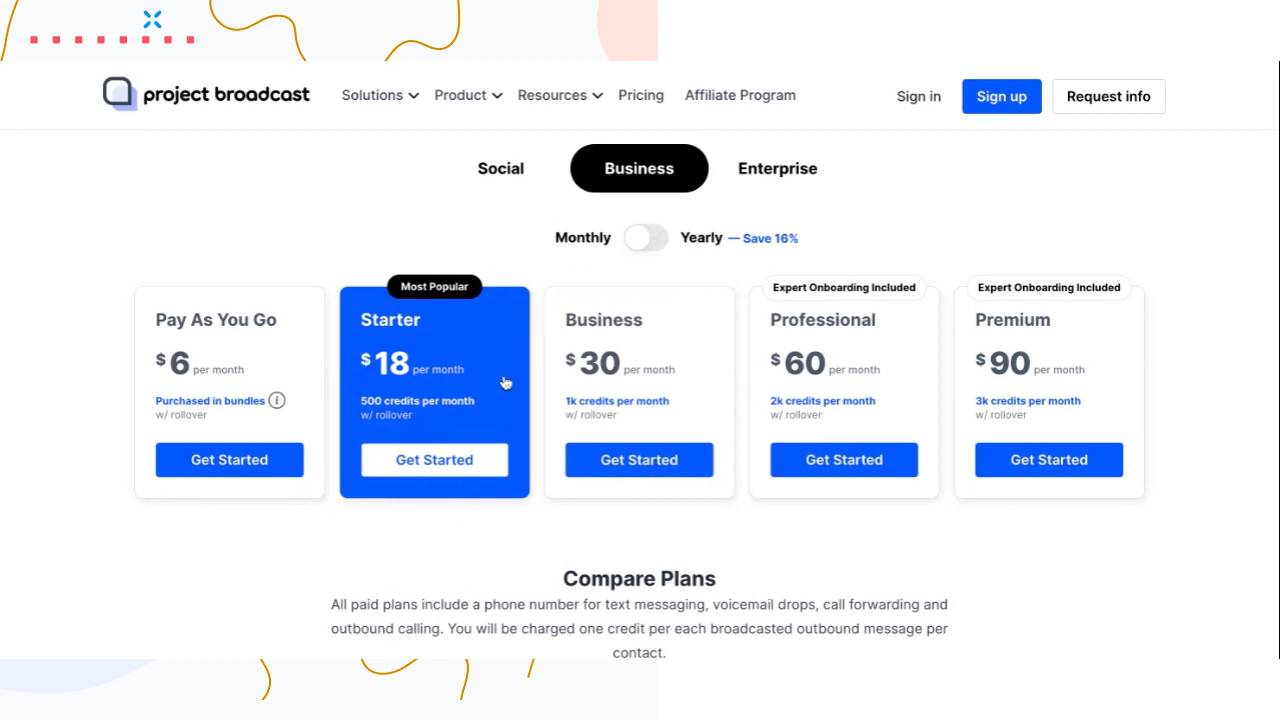 project broadcast
Solutions
Product
Resources
Pricing
Affiliate Program
Sign in
Sign up
Request info
Social
Business
Enterprise
Monthly
Yearly
— Save 16%
Pay As You Go
$6 per month
Purchased in bundles i
w/ rollover
Get Started
Most Popular
Starter
$18 per month
500 credits per month
w/ rollover
Get Started
Business
$30 per month
1k credits per month
w/ rollover
Get Started
Expert Onboarding Included
Professional
$60 per month
2k credits per month
w/ rollover
Get Started
Expert Onboarding Included
Premium
$90 per month
3k credits per month
w/ rollover
Get Started
Compare Plans
All paid plans include a phone number for text messaging, voicemail drops, call forwarding and
outbound calling. You will be charged one credit per each broadcasted outbound message per
contact.